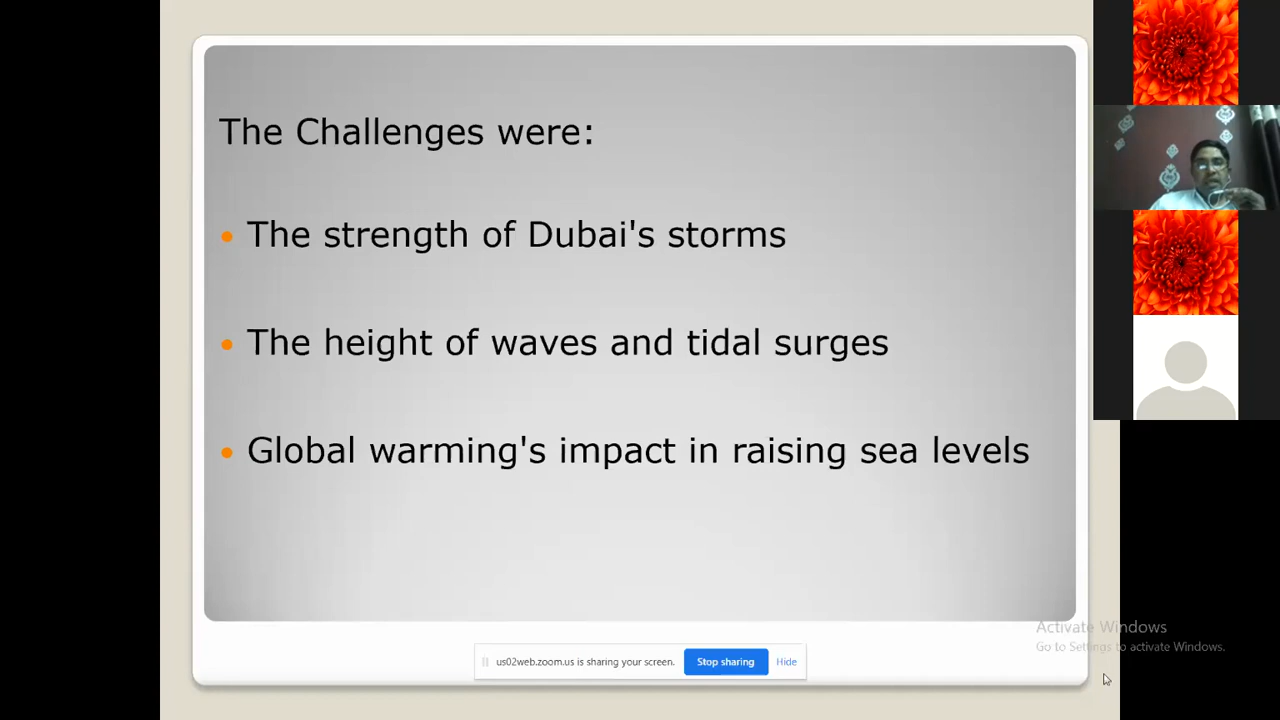 The Challenges were:
The strength of Dubai's storms
The height of waves and tidal surges
Global warming's impact in raising sea levels
Activate Windows
Go to Settings to activate Windows.
us02web.zoom.us is sharing your screen.
Stop sharing
Hide